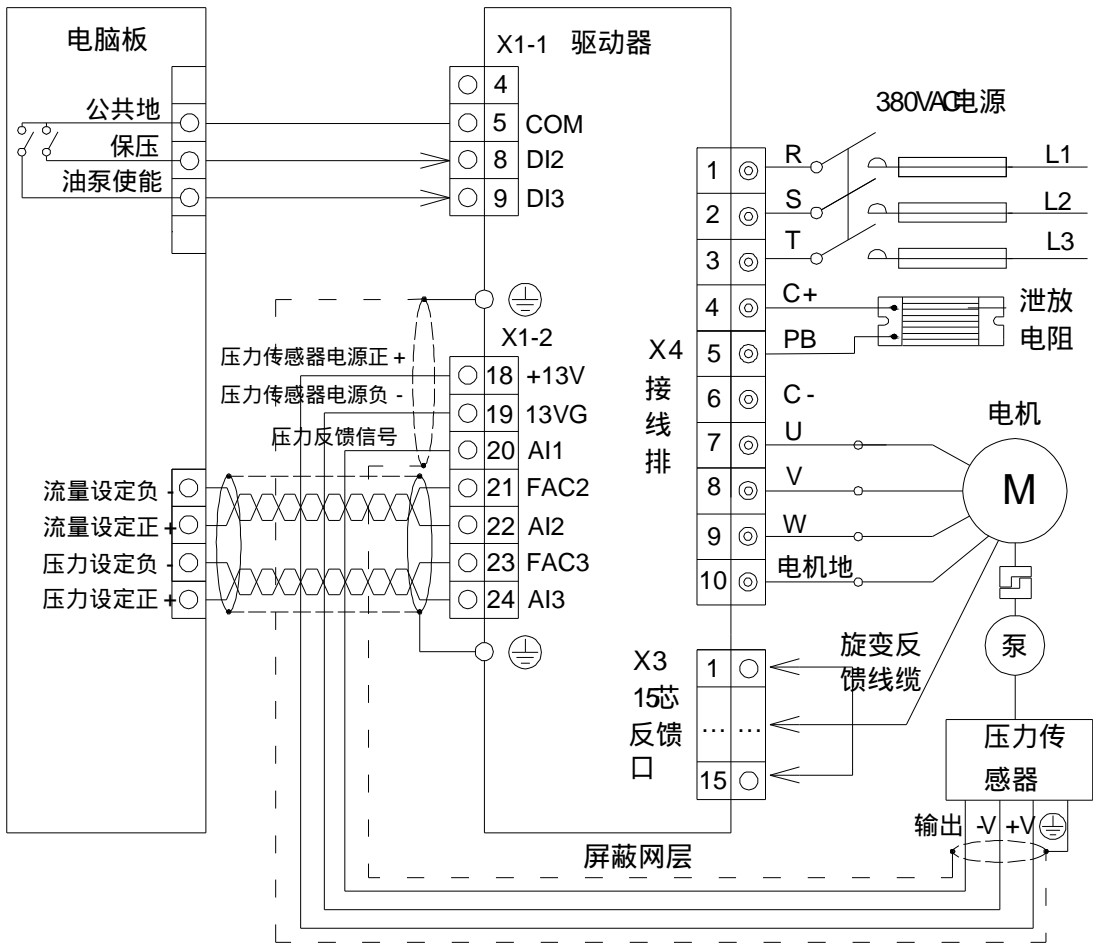 电脑板
X1-1 驱动器
4
公共地
5 COM
保压
8 DI2
油泵使能
9 DI3
380VAC电源
1 R L1
2 S L2
3 T L3
4 C+
5 PB
泄放
电阻
6 C-
7 U
8 V
9 W
10 电机地
X4
接
线
排
电机
M
泵
X1-2
压力传感器电源正+
18 +13V
压力传感器电源负-
19 13VG
压力反馈信号
20 AI1
流量设定负-
21 FAC2
流量设定正+
22 AI2
压力设定负-
23 FAC3
压力设定正+
24 AI3
X3
15芯
反馈
口
1
... ...
15
旋变反
馈线缆
压力传
感器
输出 -V +V
屏蔽网层